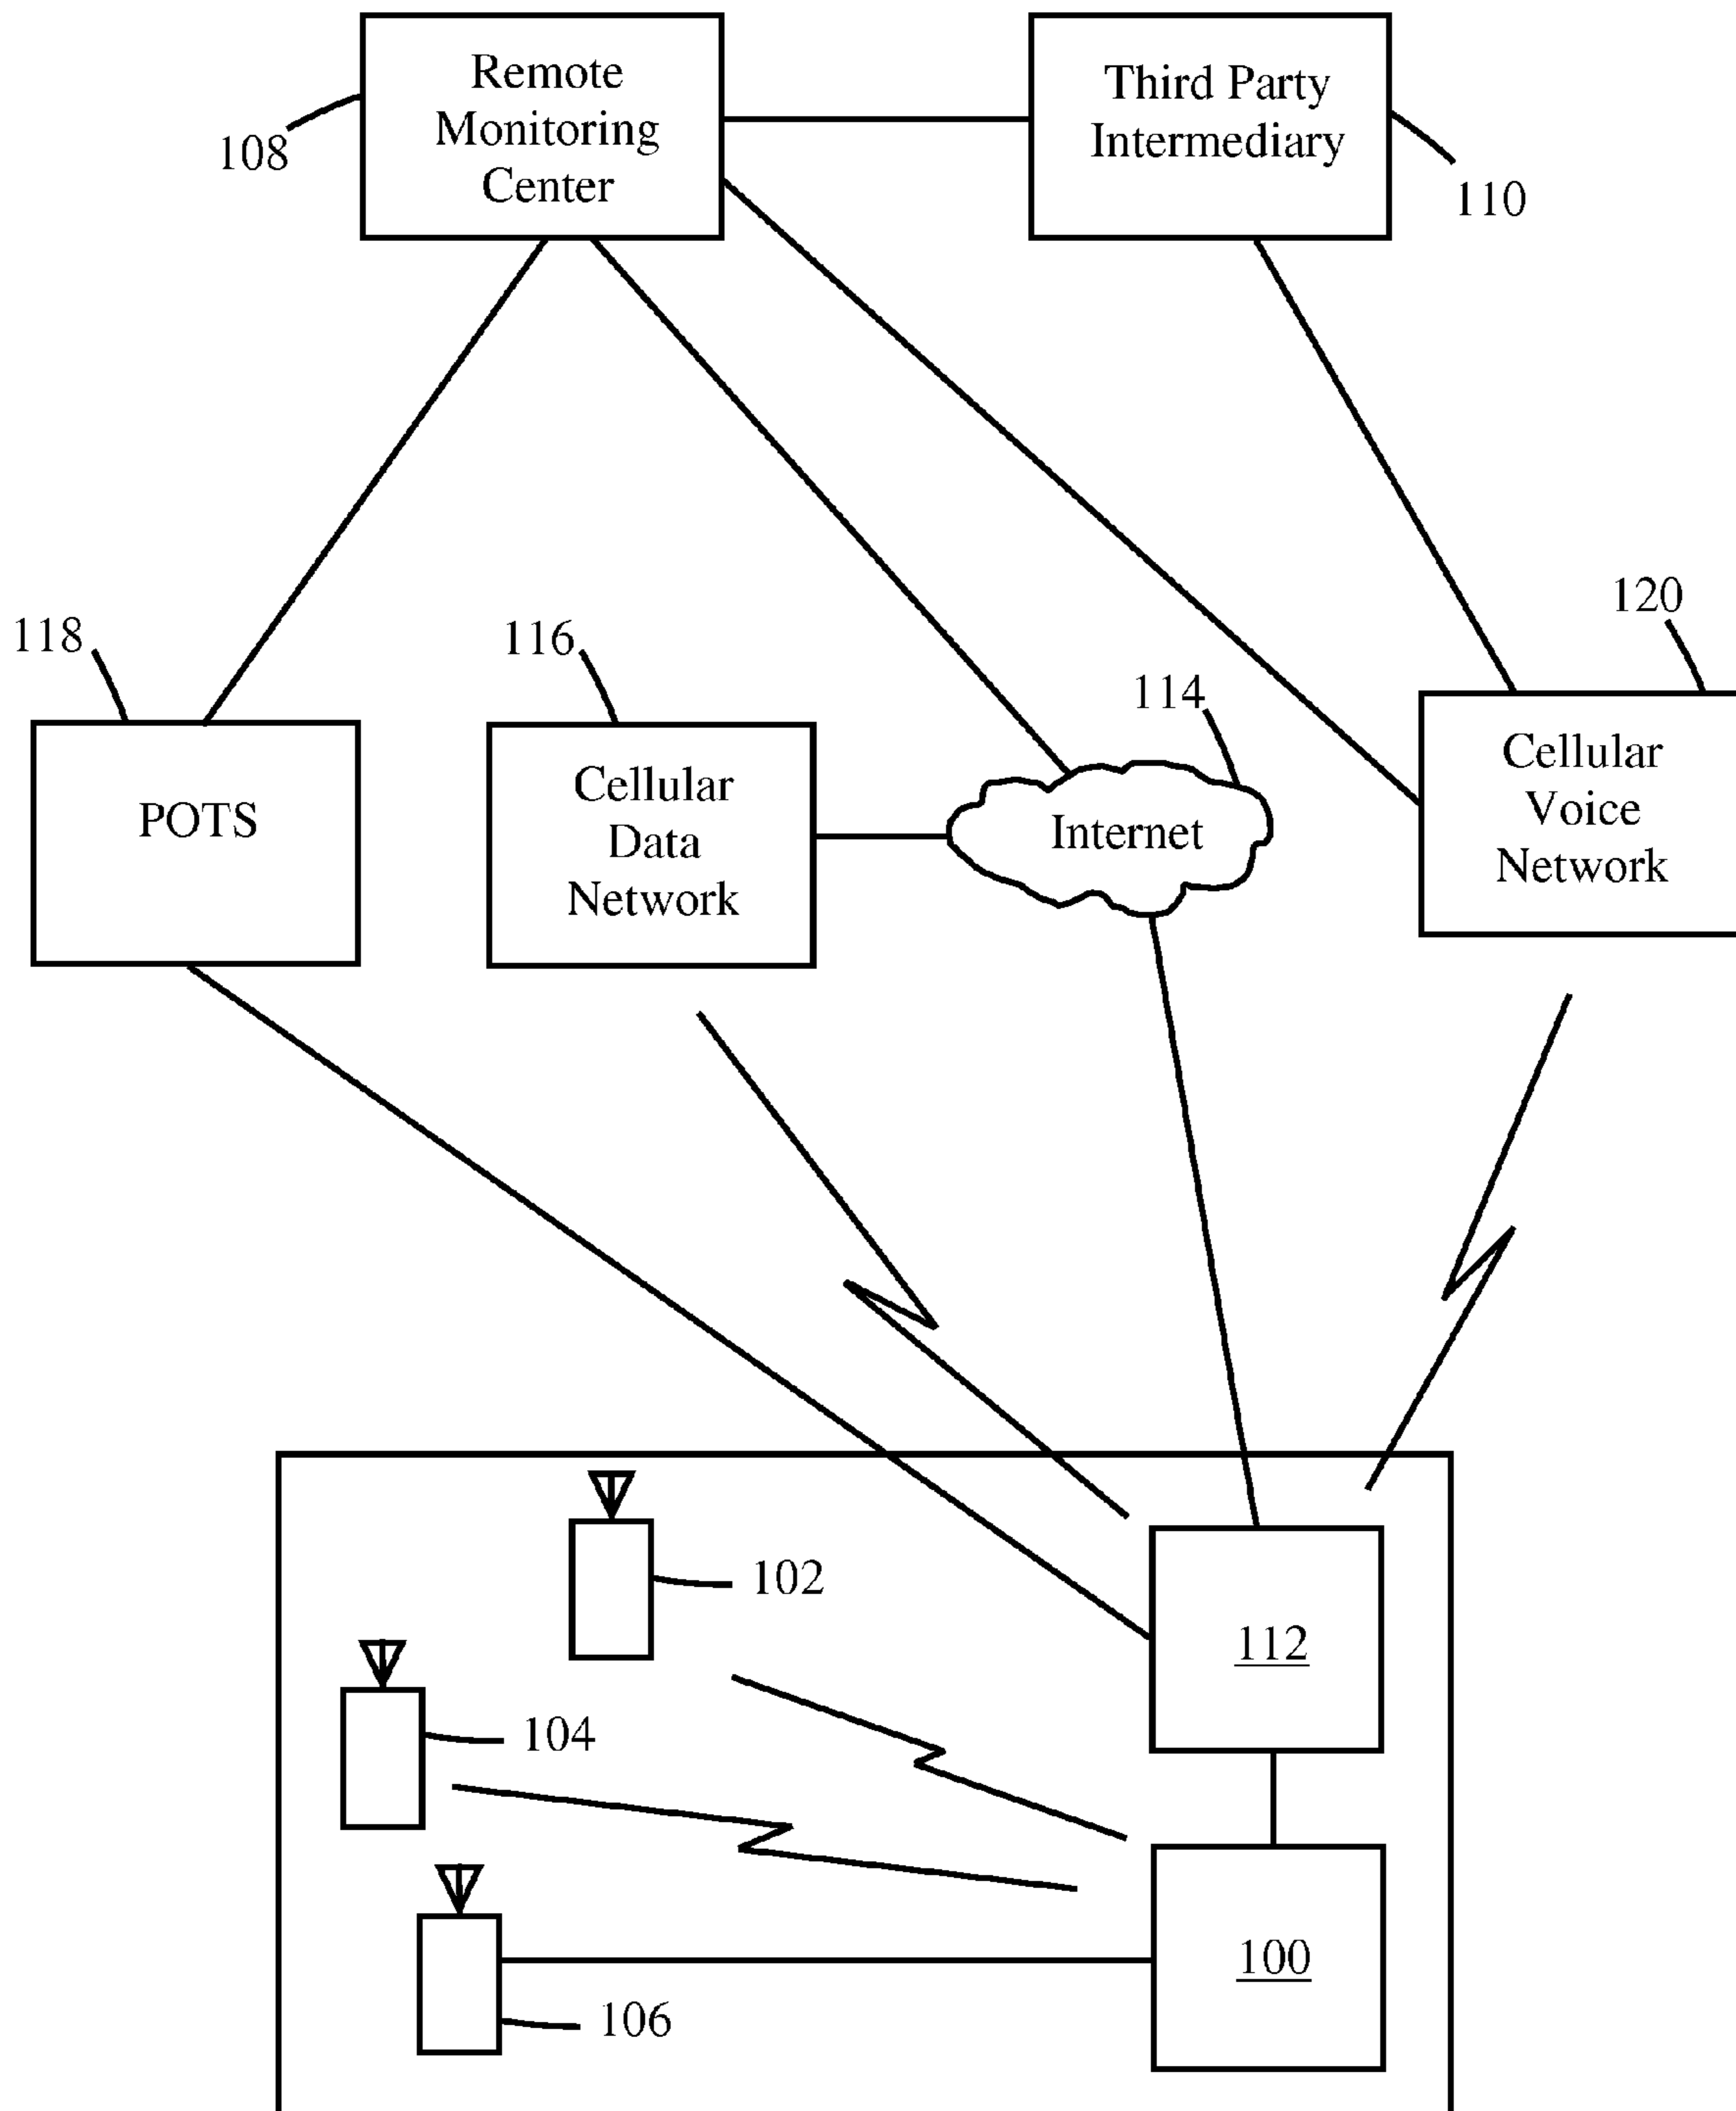 Remote
Monitoring
Center
108
Third Party
Intermediary
110
118
POTS
116
Cellular
Data
Network
114
Internet
120
Cellular
Voice
Network
102
112
104
100
106